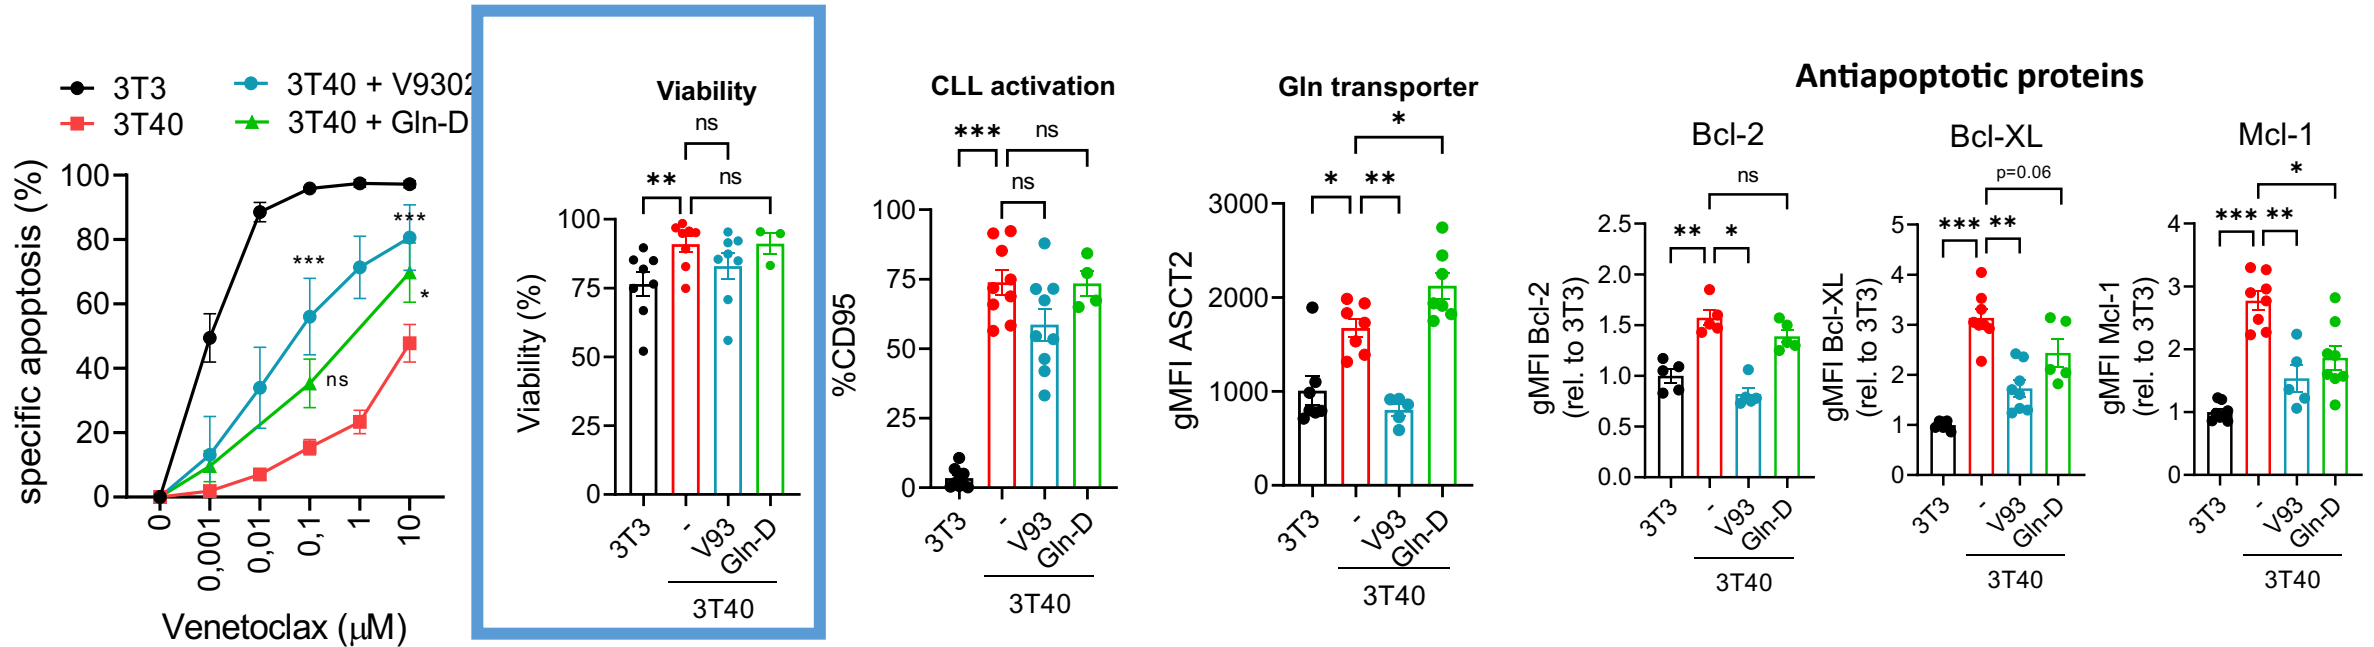 3T3
3T40
3T40 + V9302
3T40 + Gln-D
specific apoptosis (%)
100
80
60
40
20
0
***
***
*
ns
0
0,001
0,01
0,1
1
10
Venetoclax (μM)
Viability
ns
**
ns
Viability (%)
100
75
50
25
0
3T3
-
V93
Gln-D
3T40
CLL activation
***
ns
ns
%CD95
100
75
50
25
0
3T3
-
V93
Gln-D
3T40
Gln transporter
*
*
**
gMFI ASCT2
3000
2000
1000
0
3T3
-
V93
Gln-D
3T40
Antiapoptotic proteins
Bcl-2
ns
**
*
gMFI Bcl-2
(rel. to 3T3)
2.5
2.0
1.5
1.0
0.5
0.0
3T3
-
V93
Gln-D
3T40
Bcl-XL
p=0.06
***
**
gMFI Bcl-XL
(rel. to 3T3)
5
4
3
2
1
0
3T3
-
V93
Gln-D
3T40
Mcl-1
*
***
**
gMFI Mcl-1
(rel. to 3T3)
4
3
2
1
0
3T3
-
V93
Gln-D
3T40